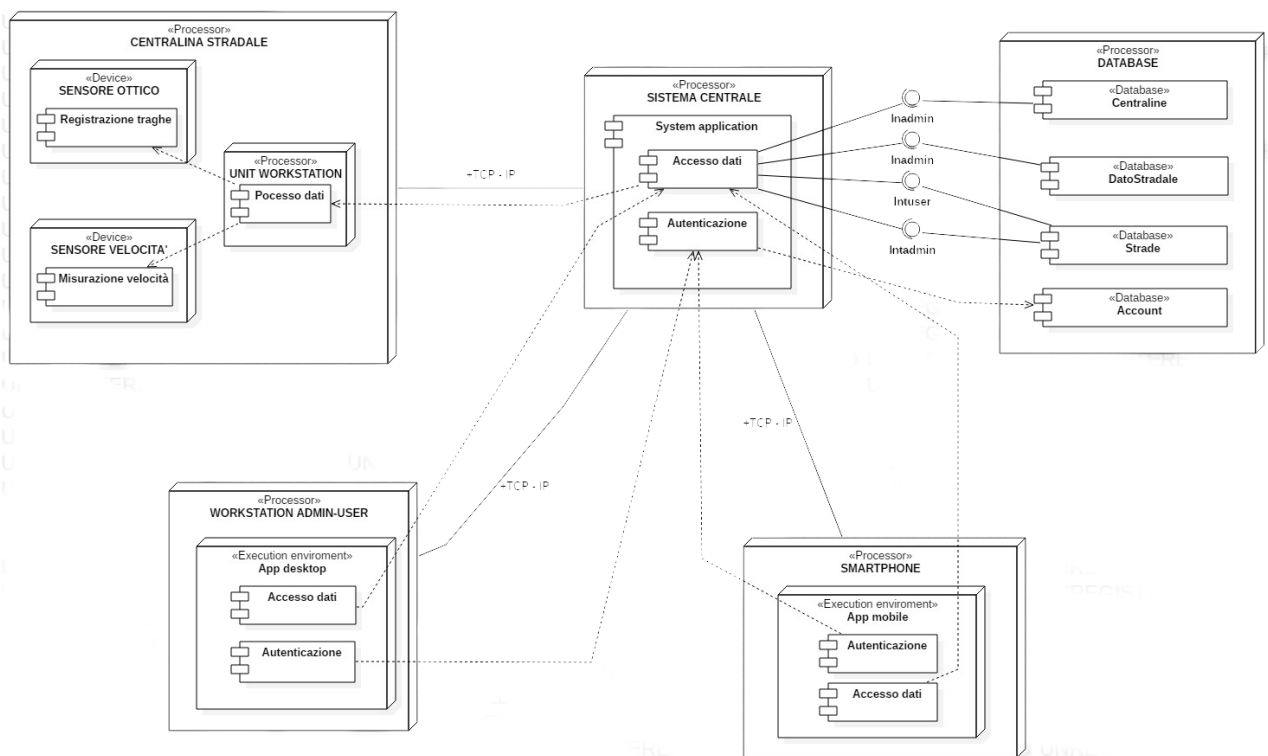 «Processor»
CENTRALINA STRADALE
«Device»
SENSORE OTTICO
Registrazione traghe
«Processor»
UNIT WORKSTATION
Pocesso dati
«Device»
SENSORE VELOCITA'
Misurazione velocità
+TCP - IP
«Processor»
SISTEMA CENTRALE
System application
Accesso dati
Autenticazione
Inadmin
Inadmin
Intuser
Intadmin
«Processor»
DATABASE
«Database»
Centraline
«Database»
DatoStradale
«Database»
Strade
«Database»
Account
+TCP - IP
+TCP - IP
«Processor»
WORKSTATION ADMIN-USER
«Execution enviroment»
App desktop
Accesso dati
Autenticazione
«Processor»
SMARTPHONE
«Execution enviroment»
App mobile
Autenticazione
Accesso dati